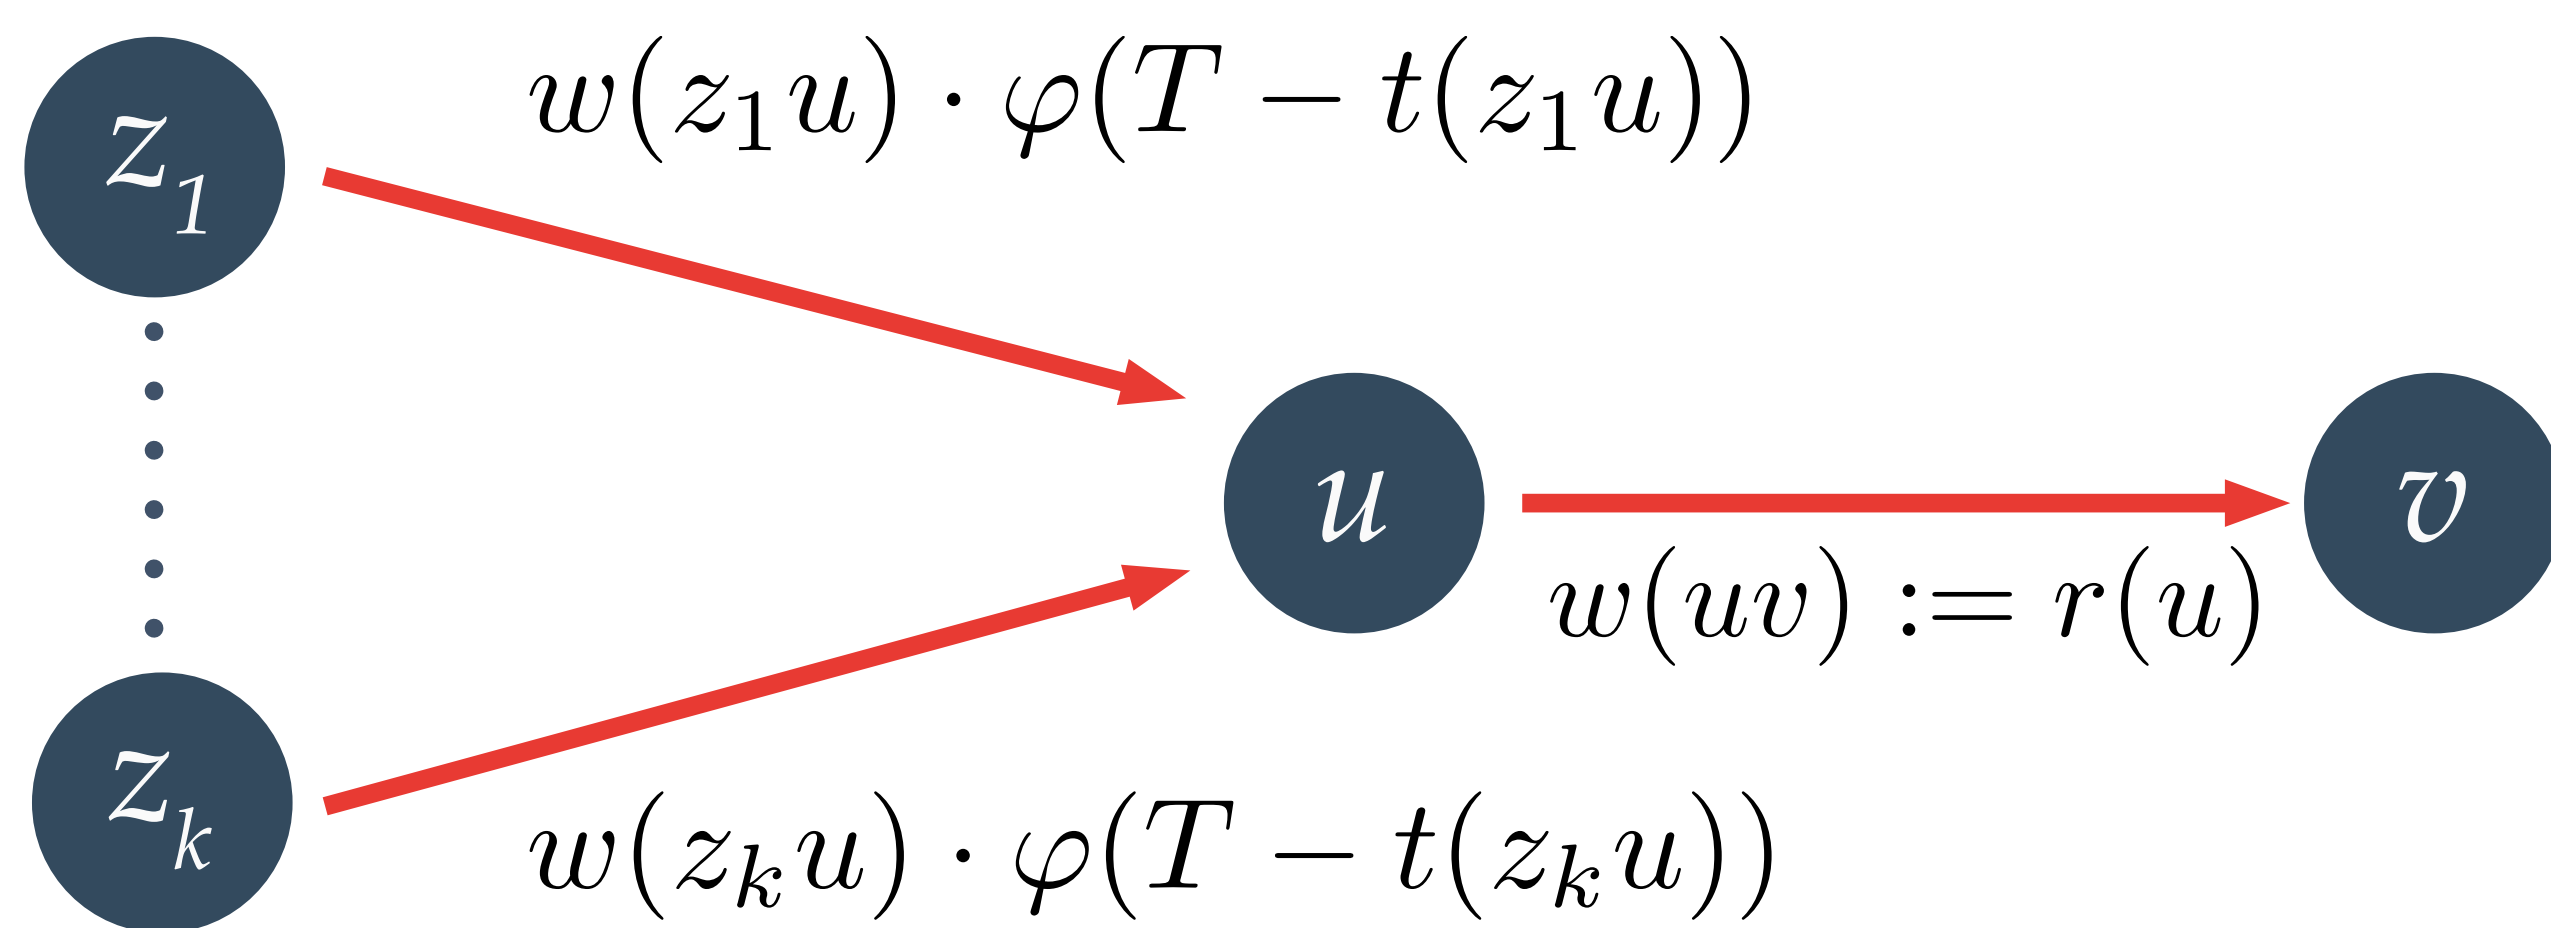 z₁
w(z₁u) · φ(T − t(z₁u))
u
v
w(uv) := r(u)
zₖ
w(zₖu) · φ(T − t(zₖu))